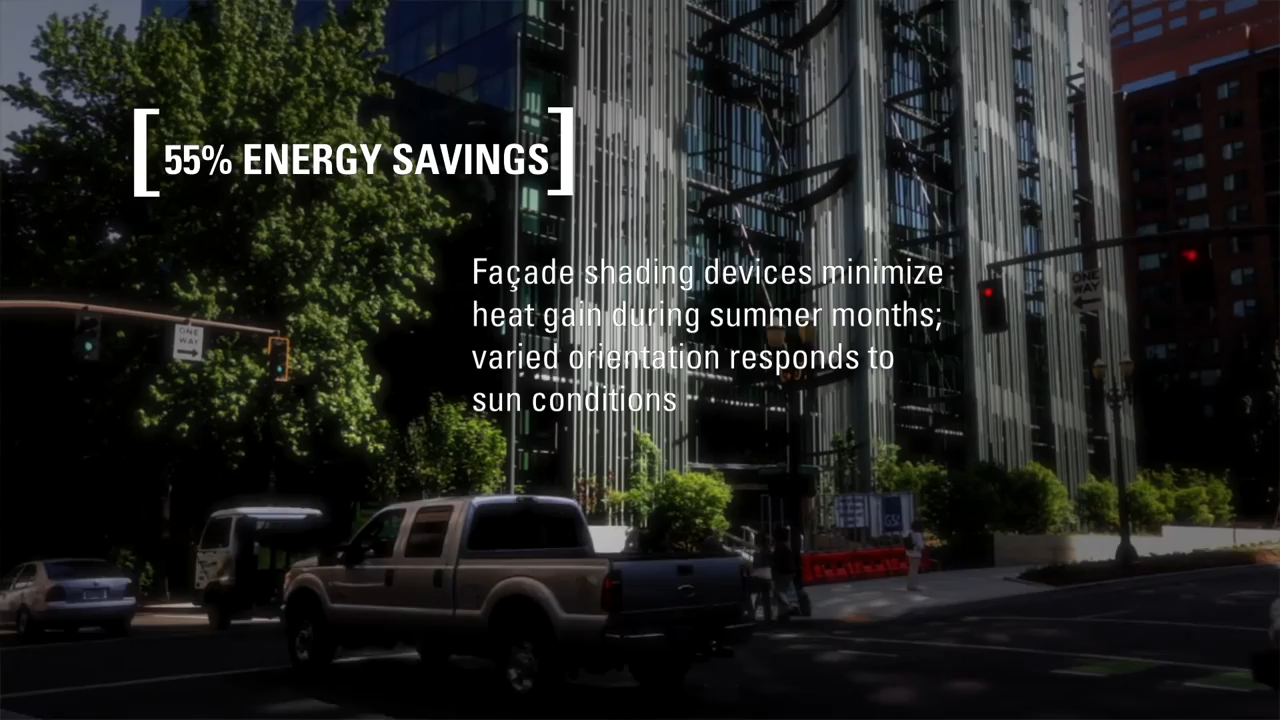 [55% ENERGY SAVINGS]
Façade shading devices minimize
heat gain during summer months;
varied orientation responds to
sun conditions
ONE
WAY
ONE
WAY
GSA